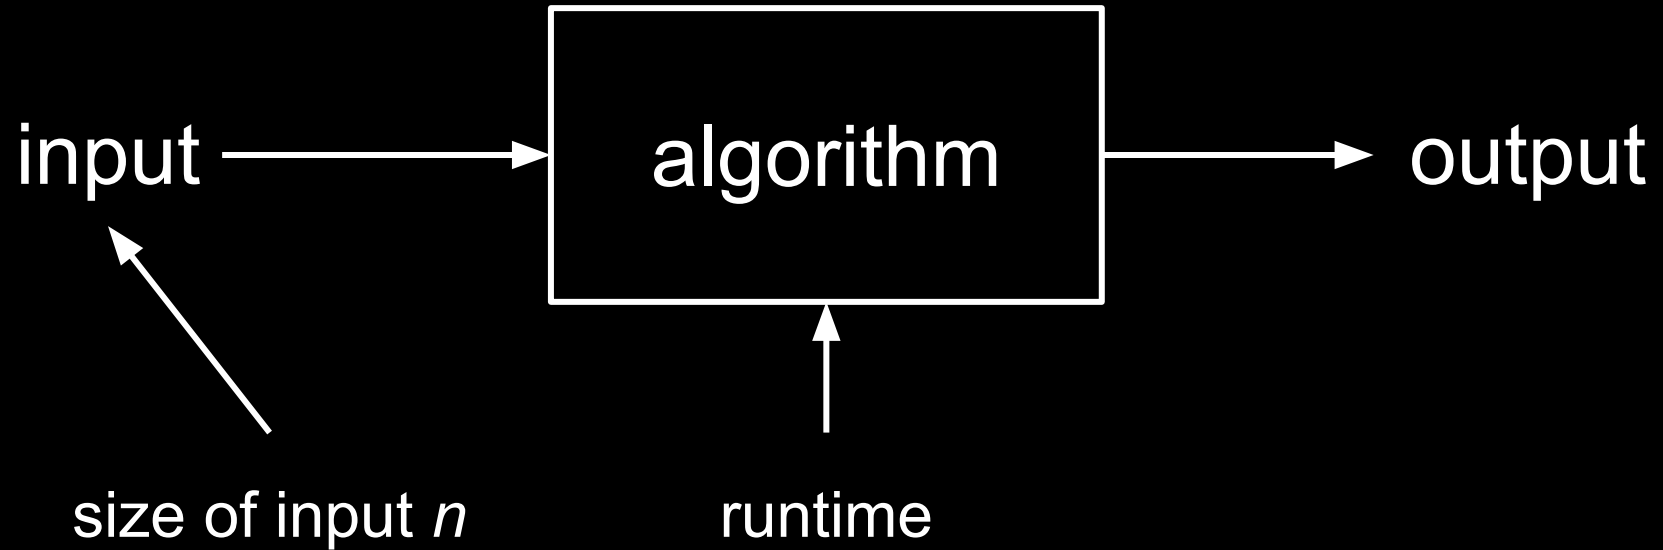 input
algorithm
output
size of input n
runtime